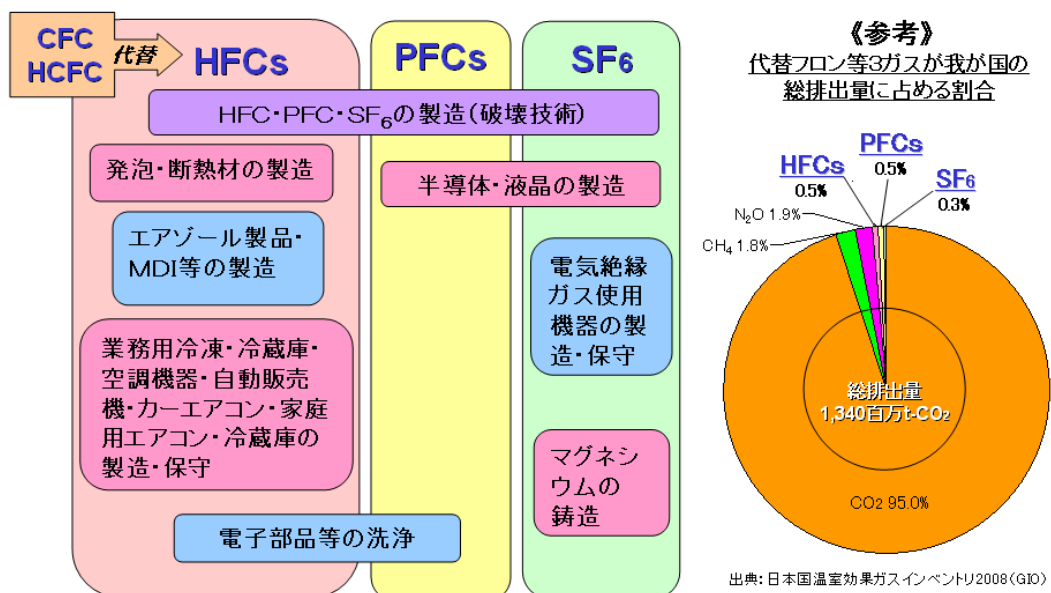 CFC
HCFC
代替
HFCs
PFCs
SF6
HFC・PFC・SF6の製造(破壊技術)
発泡・断熱材の製造
半導体・液晶の製造
エアゾール製品・
MDI等の製造
電気絶縁
ガス使用
機器の製
造・保守
業務用冷凍・冷蔵庫・
空調機器・自動販売
機・カーエアコン・家庭
用エアコン・冷蔵庫の
製造・保守
マグネシ
ウムの
鋳造
電子部品等の洗浄
《参考》
代替フロン等3ガスが我が国の
総排出量に占める割合
PFCs
0.5%
HFCs
0.5%
SF6
0.3%
N2O 1.9%
CH4 1.8%
総排出量
1,340百万t-CO2
CO2 95.0%
出典:日本国温室効果ガスインベントリ2008(GIO)